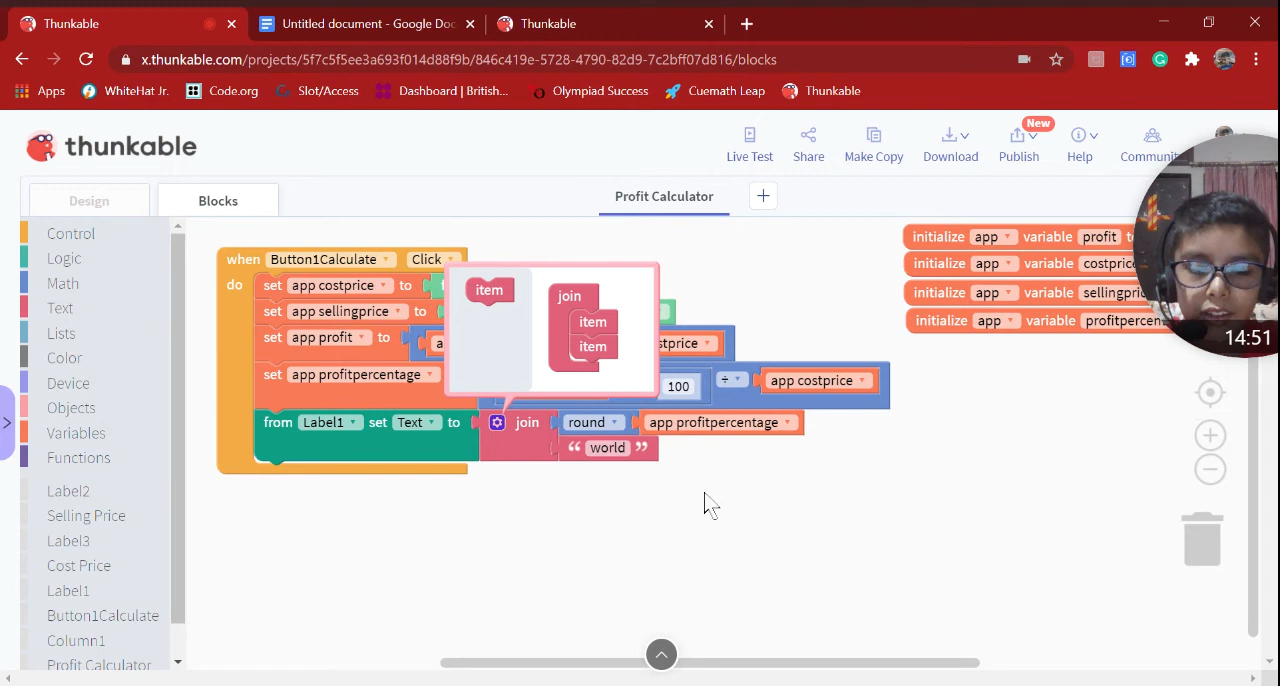 Thunkable
Untitled document - Google Doc
Thunkable
x.thunkable.com/projects/5f7c5f5ee3a693f014d88f9b/846c419e-5728-4790-82d9-7c2bff07d816/blocks
Apps WhiteHat Jr. Code.org Slot/Access Dashboard | British... Olympiad Success Cuemath Leap Thunkable
thunkable
New
Live Test Share Make Copy Download Publish Help Communit
Design Blocks Profit Calculator
Control
Logic
Math
Text
Lists
Color
Device
Objects
Variables
Functions
Label2
Selling Price
Label3
Cost Price
Label1
Button1Calculate
Column1
Profit Calculator
when Button1Calculate Click
do set app costprice to
set app sellingprice to
set app profit to a stprice
set app profitpercentage 100 ÷ app costprice
from Label1 set Text to join round app profitpercentage
“ world ”
item join
item
item
initialize app variable profit to
initialize app variable costpric
initialize app variable sellingpric
initialize app variable profitpercen
14:51